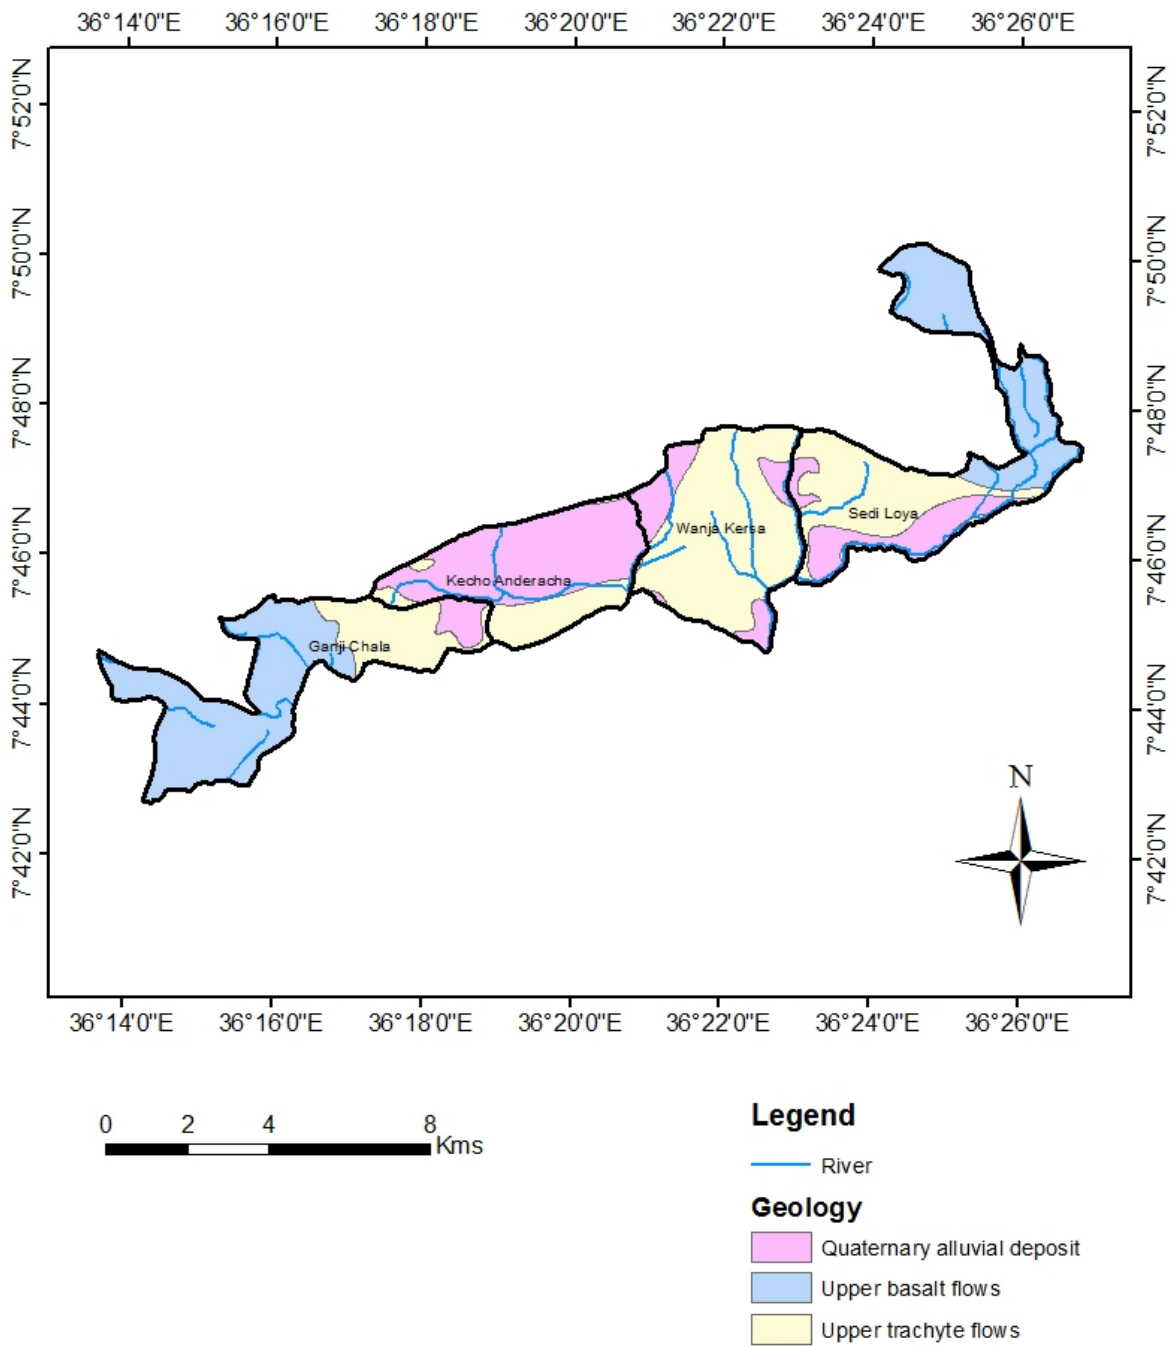 36°14'0"E 36°16'0"E 36°18'0"E 36°20'0"E 36°22'0"E 36°24'0"E 36°26'0"E
7°52'0"N 7°52'0"N
7°50'0"N 7°50'0"N
7°48'0"N 7°48'0"N
Sedi Loya
Wanja Kersa
7°46'0"N 7°46'0"N
Kecho Anderacha
Ganji Chala
7°44'0"N 7°44'0"N
N
7°42'0"N 7°42'0"N
36°14'0"E 36°16'0"E 36°18'0"E 36°20'0"E 36°22'0"E 36°24'0"E 36°26'0"E
0 2 4 8
Kms
Legend
River
Geology
Quaternary alluvial deposit
Upper basalt flows
Upper trachyte flows